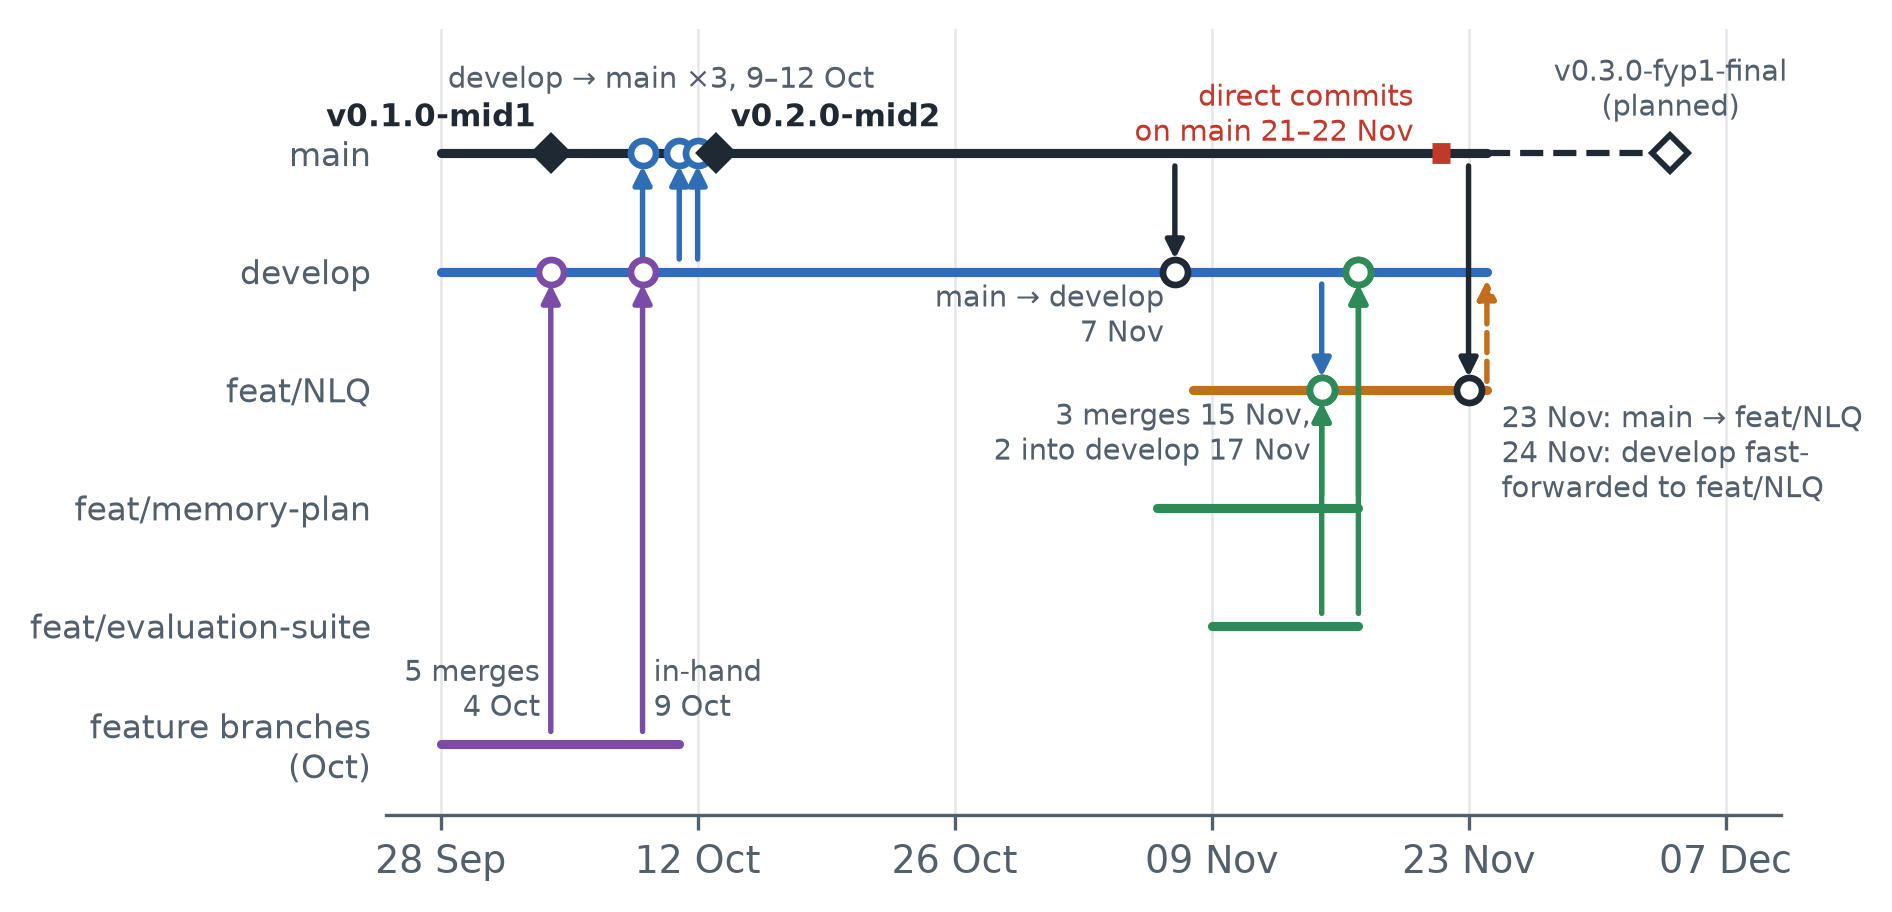 develop → main ×3, 9–12 Oct
v0.1.0-mid1
v0.2.0-mid2
direct commits
on main 21–22 Nov
v0.3.0-fyp1-final
(planned)
main
develop
main → develop
7 Nov
feat/NLQ
3 merges 15 Nov,
2 into develop 17 Nov
23 Nov: main → feat/NLQ
24 Nov: develop fast-
forwarded to feat/NLQ
feat/memory-plan
feat/evaluation-suite
5 merges
4 Oct
in-hand
9 Oct
feature branches
(Oct)
28 Sep
12 Oct
26 Oct
09 Nov
23 Nov
07 Dec